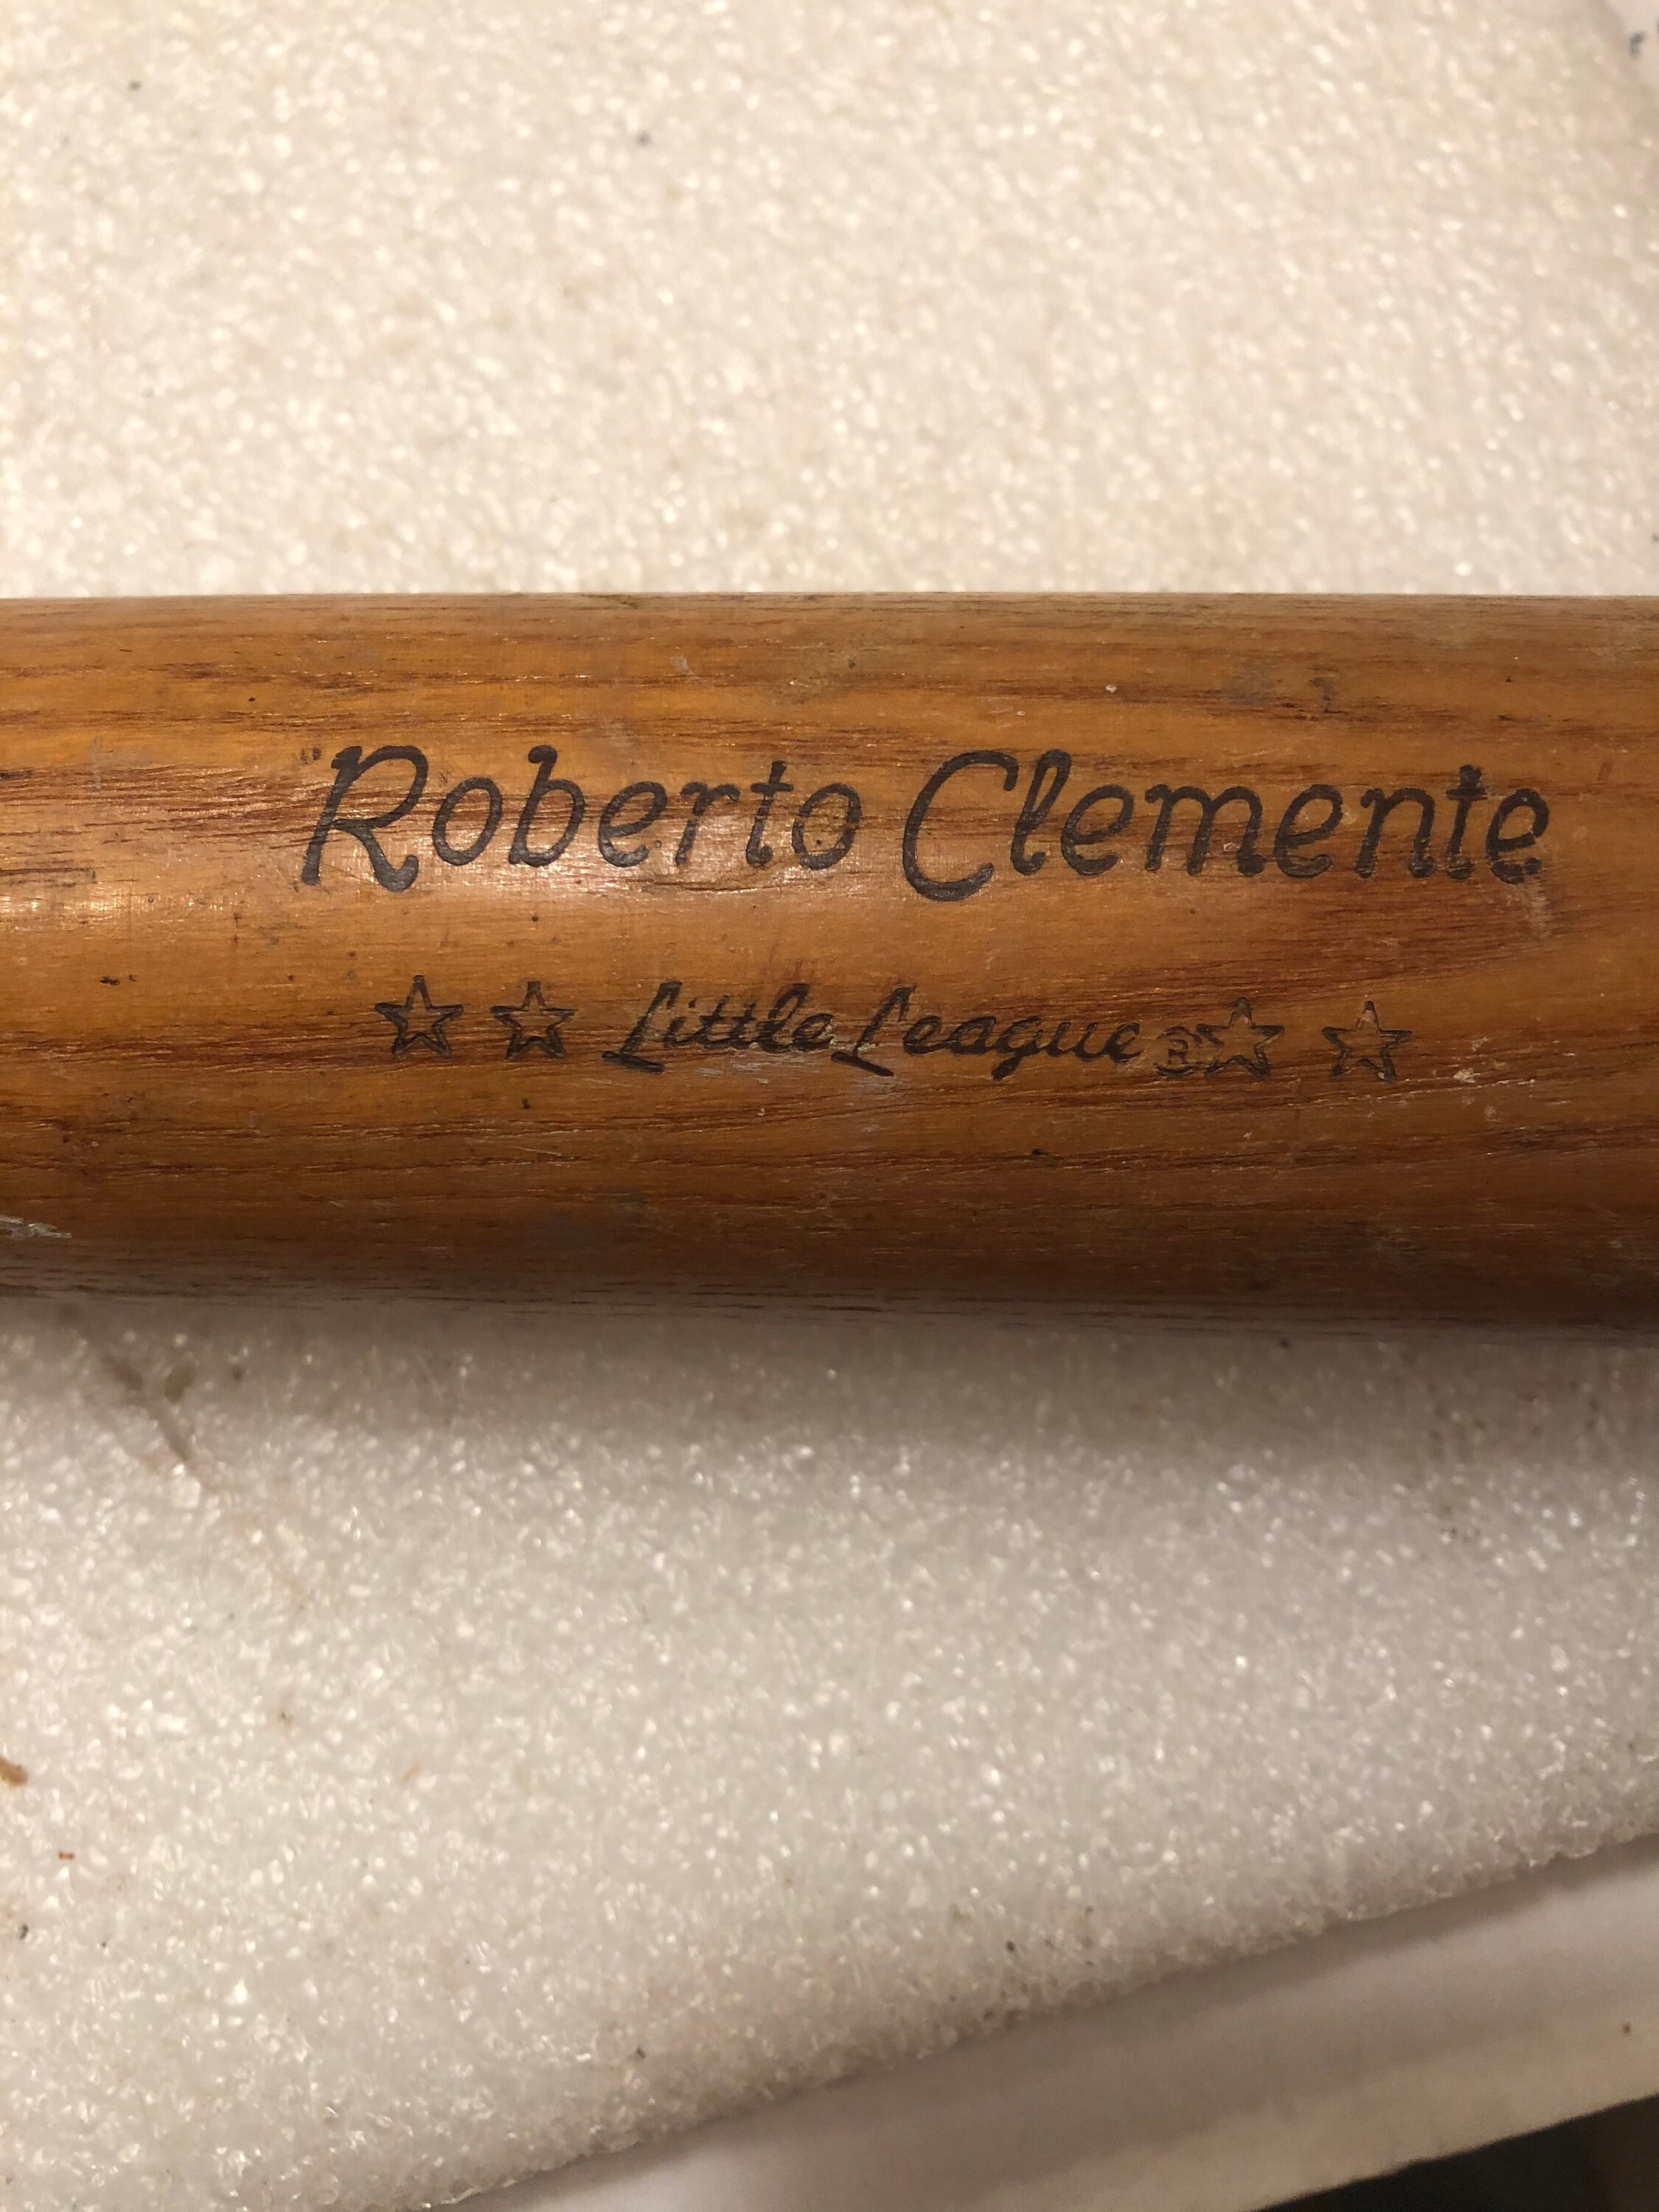 Roberto Clemente
☆ ☆ Little League ® ☆ ☆